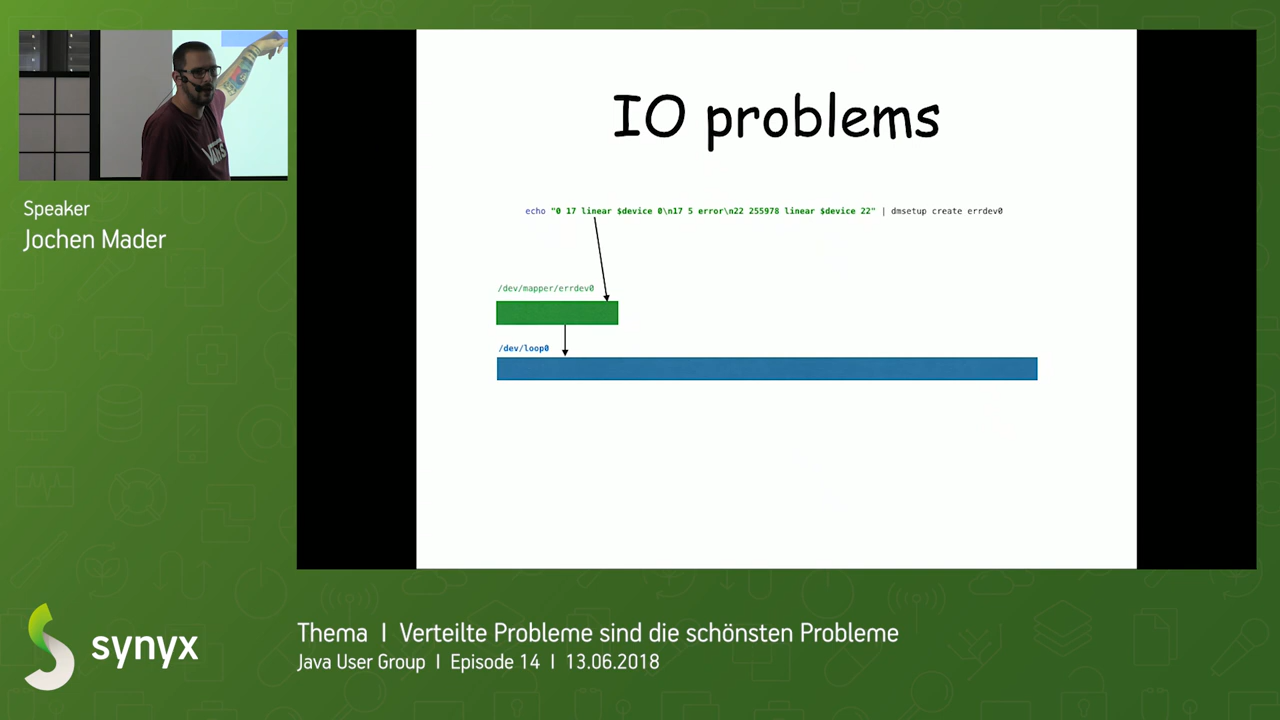 Speaker
Jochen Mader
IO problems
echo "0 17 linear $device 0\n17 5 error\n22 255978 linear $device 22" | dmsetup create errdev0
/dev/mapper/errdev0
/dev/loop0
synyx
Thema | Verteilte Probleme sind die schönsten Probleme
Java User Group | Episode 14 | 13.06.2018